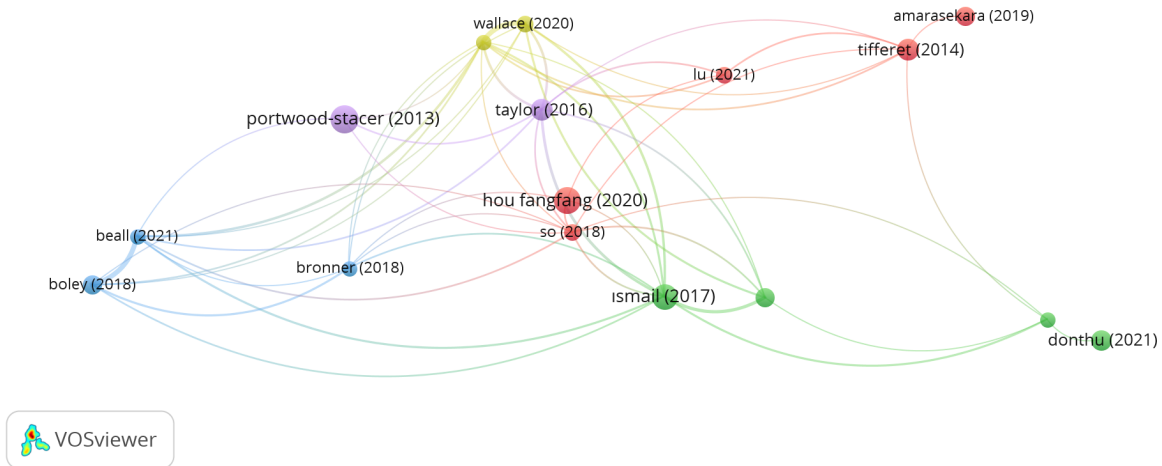 amarasekara (2019)
wallace (2020)
tifferet (2014)
lu (2021)
taylor (2016)
portwood-stacer (2013)
hou fangfang (2020)
so (2018)
beall (2021)
bronner (2018)
boley (2018)
ısmail (2017)
donthu (2021)
VOSviewer